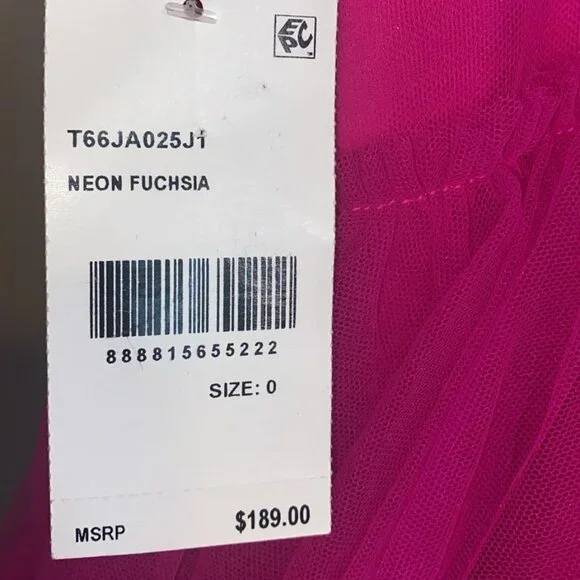 EPC
T66JA025J1
NEON FUCHSIA
888815655222
SIZE: 0
MSRP $189.00